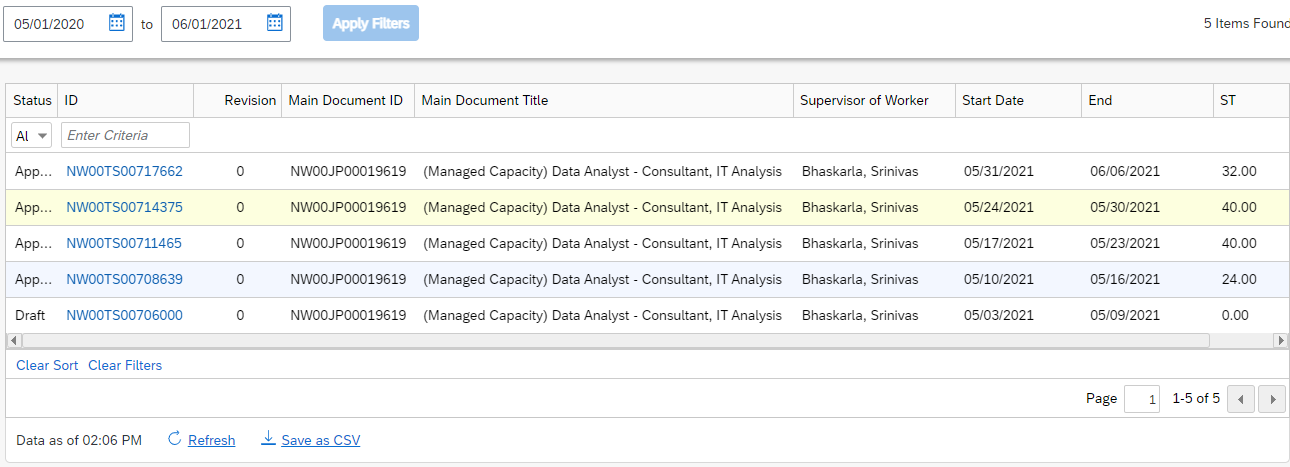 05/01/2020 to 06/01/2021 Apply Filters 5 Items Found
Status ID Revision Main Document ID Main Document Title Supervisor of Worker Start Date End ST
Al Enter Criteria
App... NW00TS00717662 0 NW00JP00019619 (Managed Capacity) Data Analyst - Consultant, IT Analysis Bhaskarla, Srinivas 05/31/2021 06/06/2021 32.00
App... NW00TS00714375 0 NW00JP00019619 (Managed Capacity) Data Analyst - Consultant, IT Analysis Bhaskarla, Srinivas 05/24/2021 05/30/2021 40.00
App... NW00TS00711465 0 NW00JP00019619 (Managed Capacity) Data Analyst - Consultant, IT Analysis Bhaskarla, Srinivas 05/17/2021 05/23/2021 40.00
App... NW00TS00708639 0 NW00JP00019619 (Managed Capacity) Data Analyst - Consultant, IT Analysis Bhaskarla, Srinivas 05/10/2021 05/16/2021 24.00
Draft NW00TS00706000 0 NW00JP00019619 (Managed Capacity) Data Analyst - Consultant, IT Analysis Bhaskarla, Srinivas 05/03/2021 05/09/2021 0.00
Clear Sort Clear Filters
Page 1 1-5 of 5
Data as of 02:06 PM Refresh Save as CSV